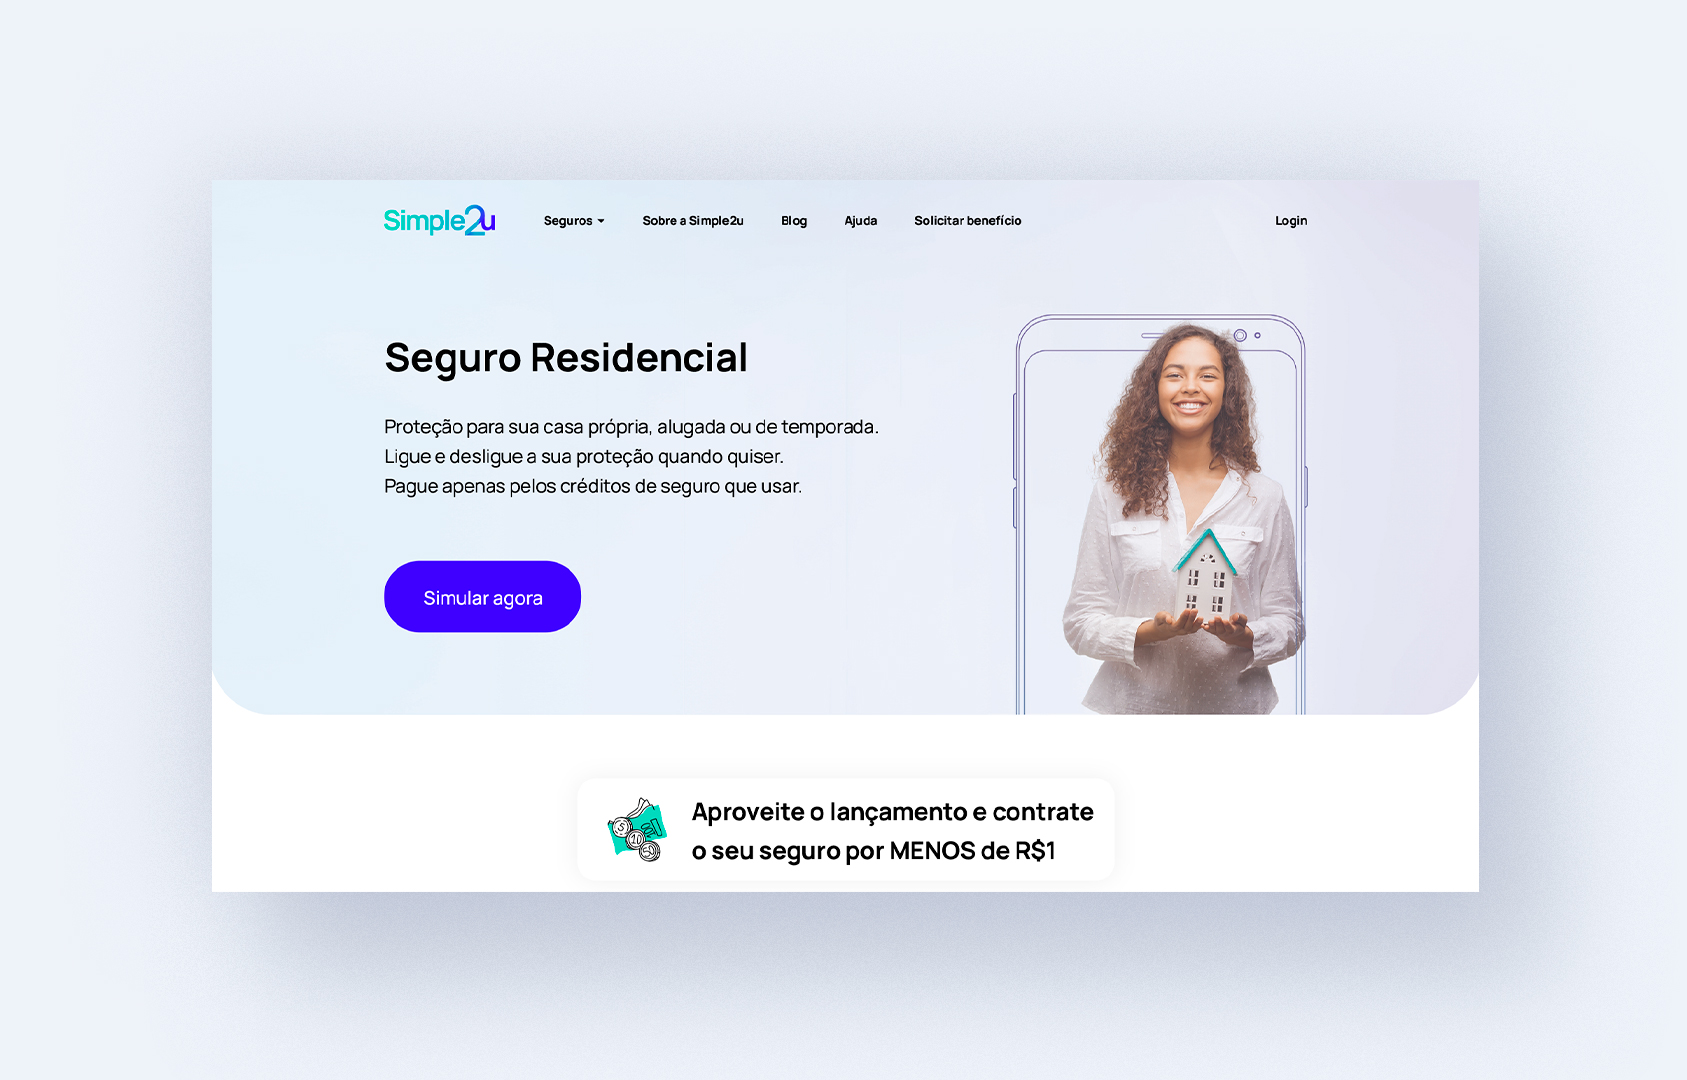 Simple2u
Seguros
Sobre a Simple2u
Blog
Ajuda
Solicitar benefício
Login
Seguro Residencial
Proteção para sua casa própria, alugada ou de temporada.
Ligue e desligue a sua proteção quando quiser.
Pague apenas pelos créditos de seguro que usar.
Simular agora
$
10
50
Aproveite o lançamento e contrate
o seu seguro por MENOS de R$1